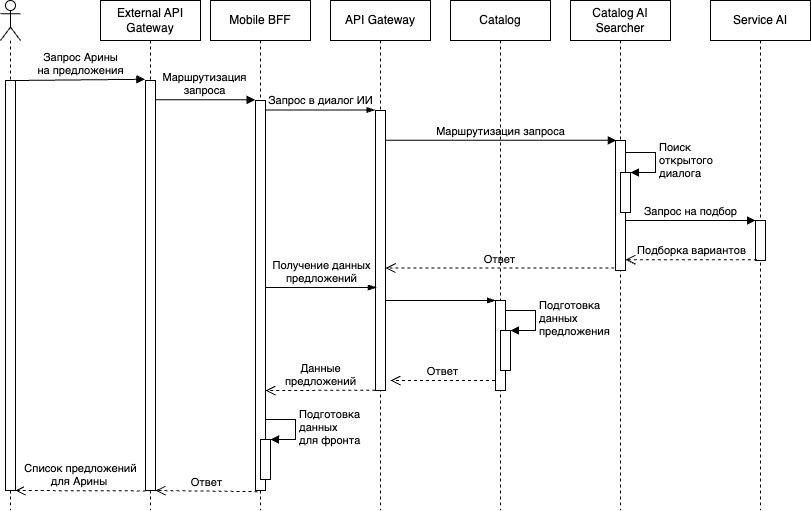 External API
Gateway
Mobile BFF
API Gateway
Catalog
Catalog AI
Searcher
Service AI
Запрос Арины
на предложения
Маршрутизация
запроса
Запрос в диалог ИИ
Маршрутизация запроса
Поиск
открытого
диалога
Запрос на подбор
Подборка вариантов
Ответ
Получение данных
предложений
Подготовка
данных
предложения
Ответ
Данные
предложений
Подготовка
данных
для фронта
Ответ
Список предложений
для Арины